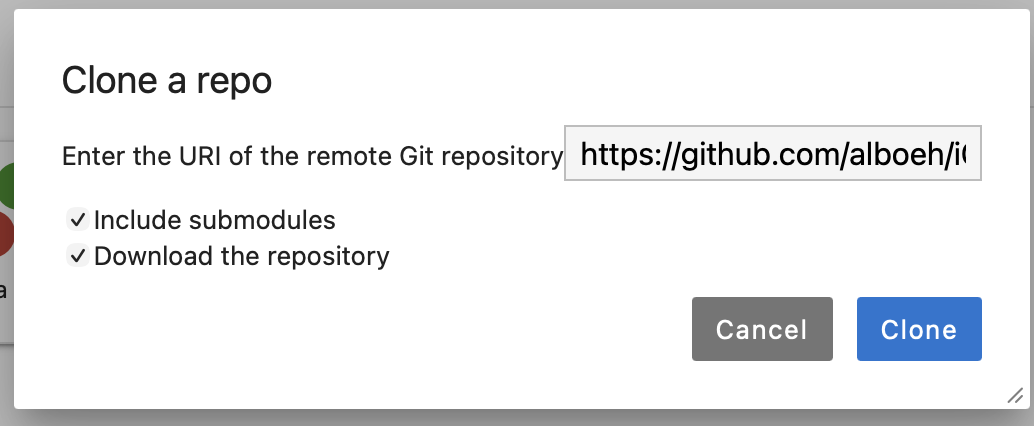 Clone a repo
Enter the URI of the remote Git repository https://github.com/alboeh/
Include submodules
Download the repository
Cancel Clone
a